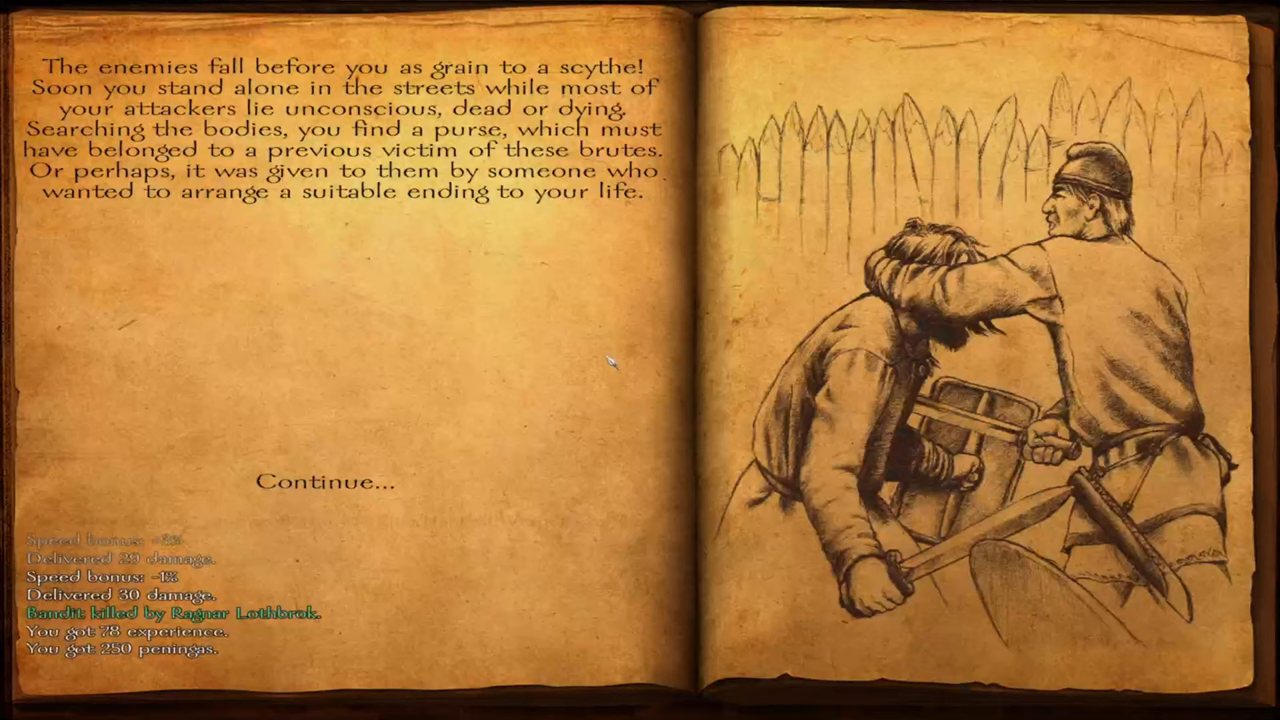 The enemies fall before you as grain to a scythe!
Soon you stand alone in the streets while most of
your attackers lie unconscious, dead or dying.
Searching the bodies, you find a purse, which must
have belonged to a previous victim of these brutes.
Or perhaps, it was given to them by someone who
wanted to arrange a suitable ending to your life.
Continue...
Speed bonus: -2%
Delivered 29 damage.
Speed bonus: -1%
Delivered 30 damage.
Bandit killed by Ragnar Lothbrok.
You got 78 experience.
You got 250 peningas.